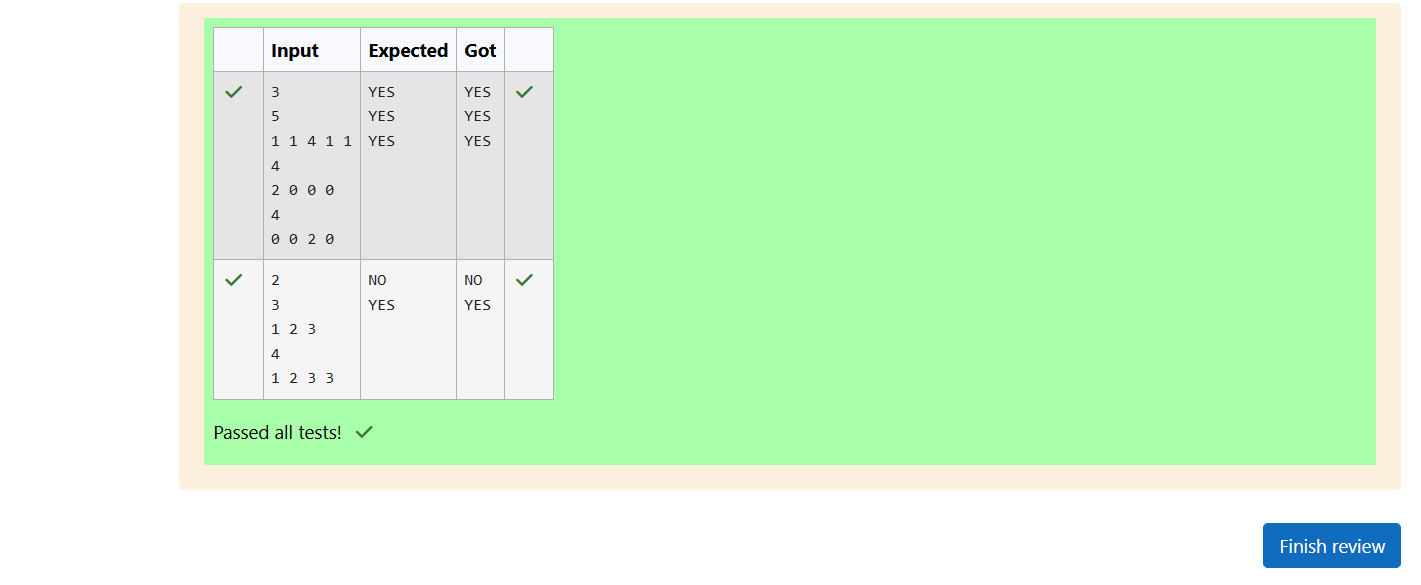 Input Expected Got
3 YES YES
5 YES YES
1 1 4 1 1 YES YES
4
2 0 0 0
4
0 0 2 0
2 NO NO
3 YES YES
1 2 3
4
1 2 3 3
Passed all tests!
Finish review